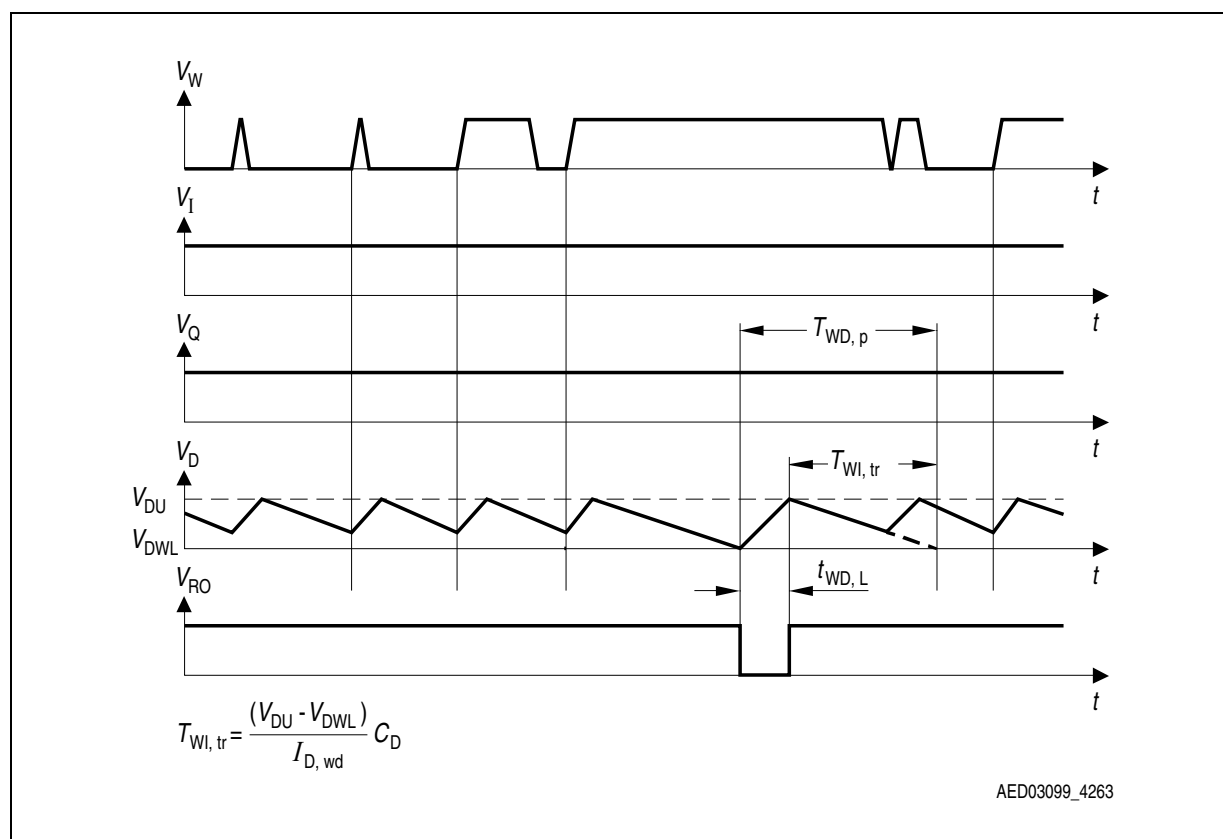 V_W
t
V_I
t
V_Q
T_WD, p
t
V_D
T_WI, tr
V_DU
V_DWL
t
V_RO
t_WD, L
t
T_WI, tr = (V_DU - V_DWL) / I_D, wd C_D
AED03099_4263